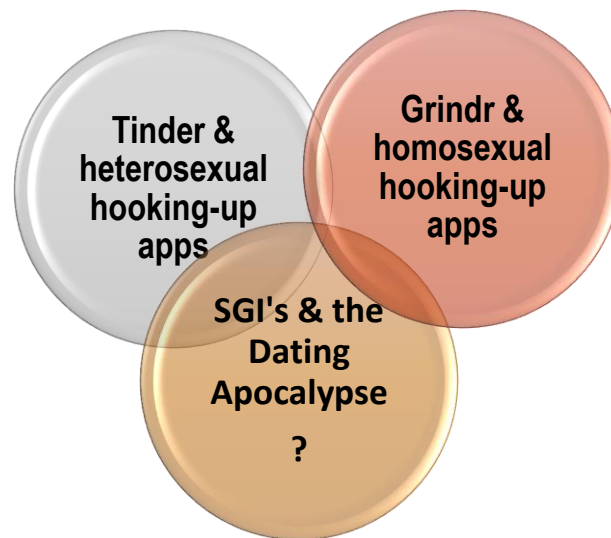 Tinder &
heterosexual
hooking-up
apps
Grindr &
homosexual
hooking-up
apps
SGI's & the
Dating
Apocalypse
?